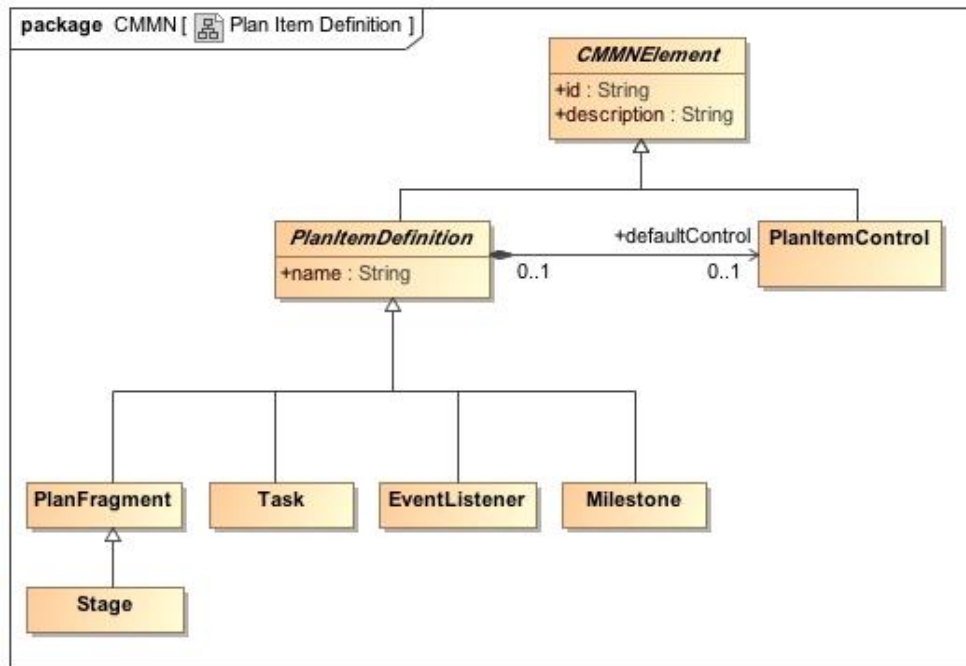 package CMMN [ Plan Item Definition ]
CMMNElement
+id : String
+description : String
PlanItemDefinition
+name : String
+defaultControl
0..1
0..1
PlanItemControl
PlanFragment
Task
EventListener
Milestone
Stage